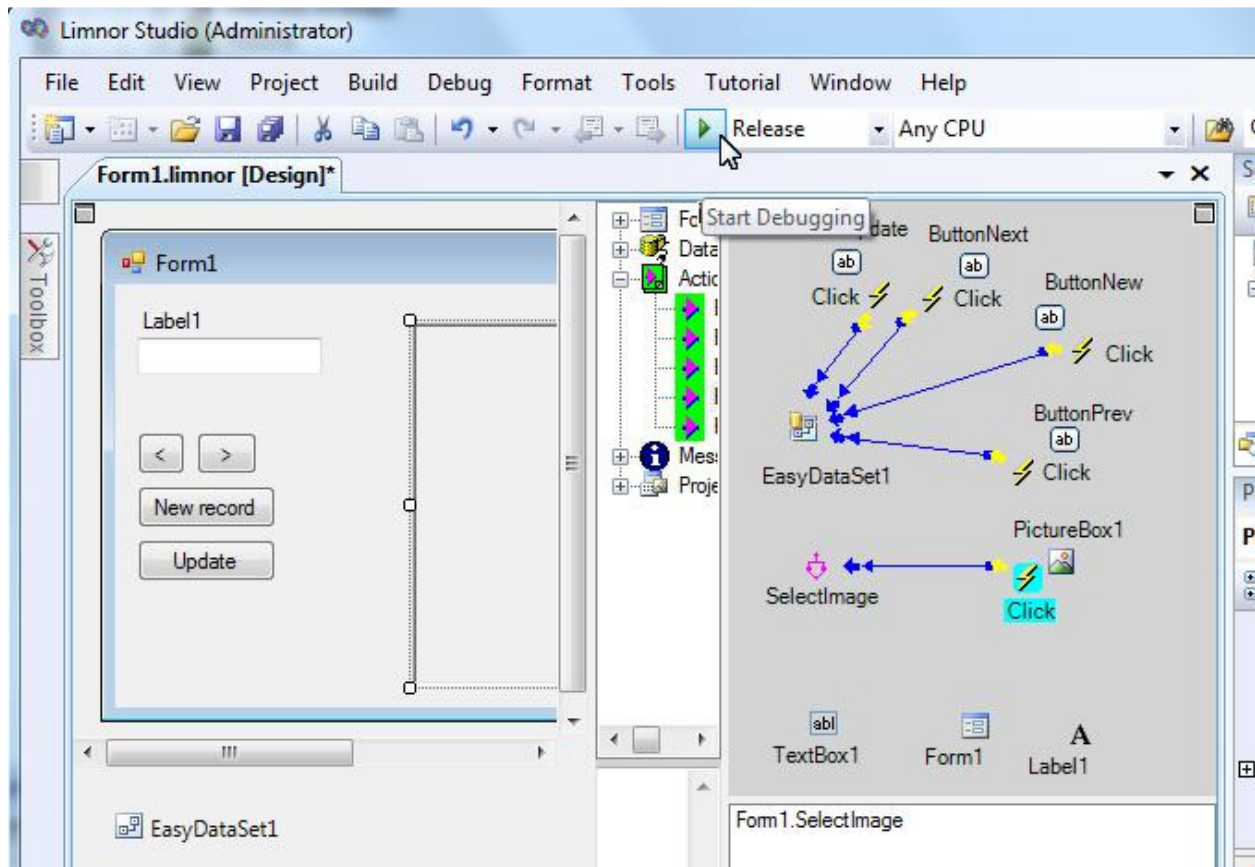 Limnor Studio (Administrator)
File Edit View Project Build Debug Format Tools Tutorial Window Help
Release Any CPU
Form1.limnor [Design]*
Start Debugging
Toolbox
Form1
Label1
<
>
New record
Update
EasyDataSet1
Data
Click
ButtonNext
Click
ButtonNew
Click
ButtonPrev
Click
EasyDataSet1
PictureBox1
Click
SelectImage
TextBox1
Form1
A
Label1
Form1.SelectImage